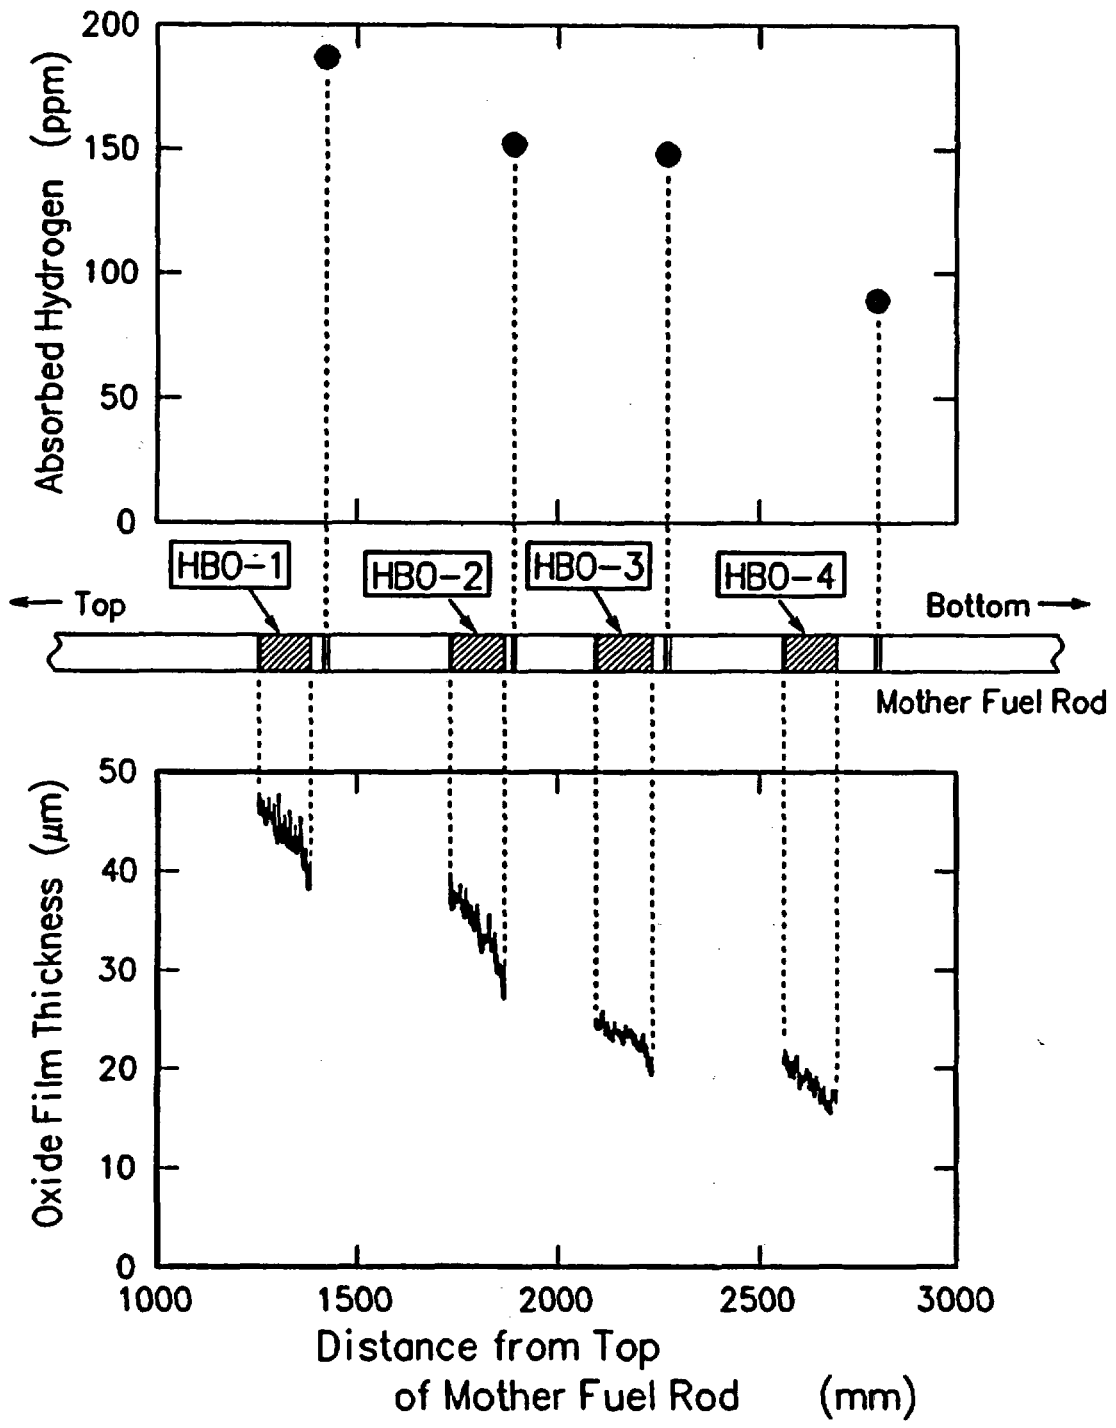 200
150
100
50
0
Absorbed Hydrogen (ppm)
HBO-1
HBO-2
HBO-3
HBO-4
Top
Bottom
Mother Fuel Rod
50
40
30
20
10
0
Oxide Film Thickness (μm)
1000 1500 2000 2500 3000
Distance from Top
of Mother Fuel Rod (mm)